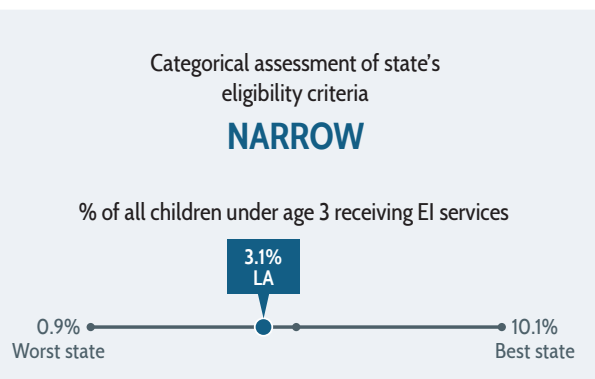 Categorical assessment of state’s
eligibility criteria
NARROW
% of all children under age 3 receiving EI services
3.1%
LA
0.9%
10.1%
Worst state
Best state